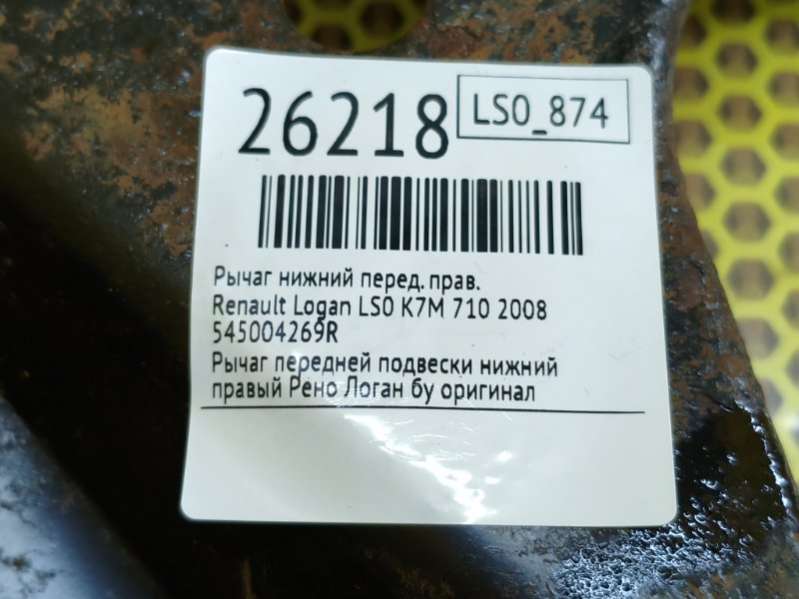 26218
LS0_874
Рычаг нижний перед. прав.
Renault Logan LS0 K7M 710 2008
545004269R
Рычаг передней подвески нижний
правый Рено Логан бу оригинал